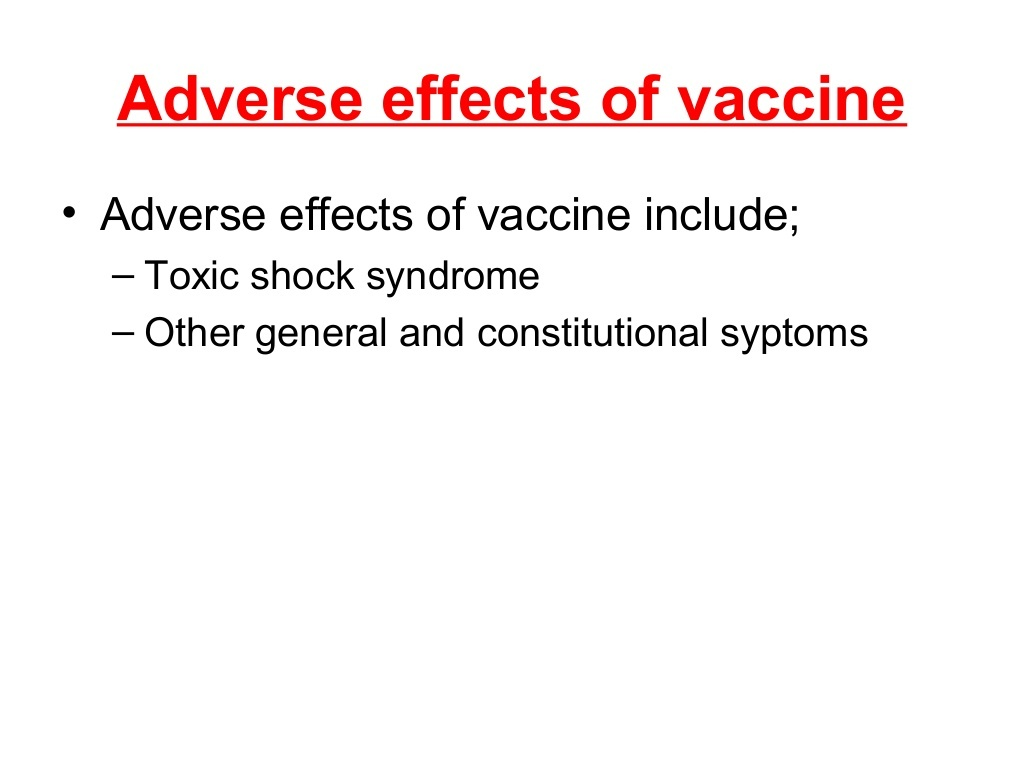 Adverse effects of vaccine
• Adverse effects of vaccine include;
– Toxic shock syndrome
– Other general and constitutional syptoms